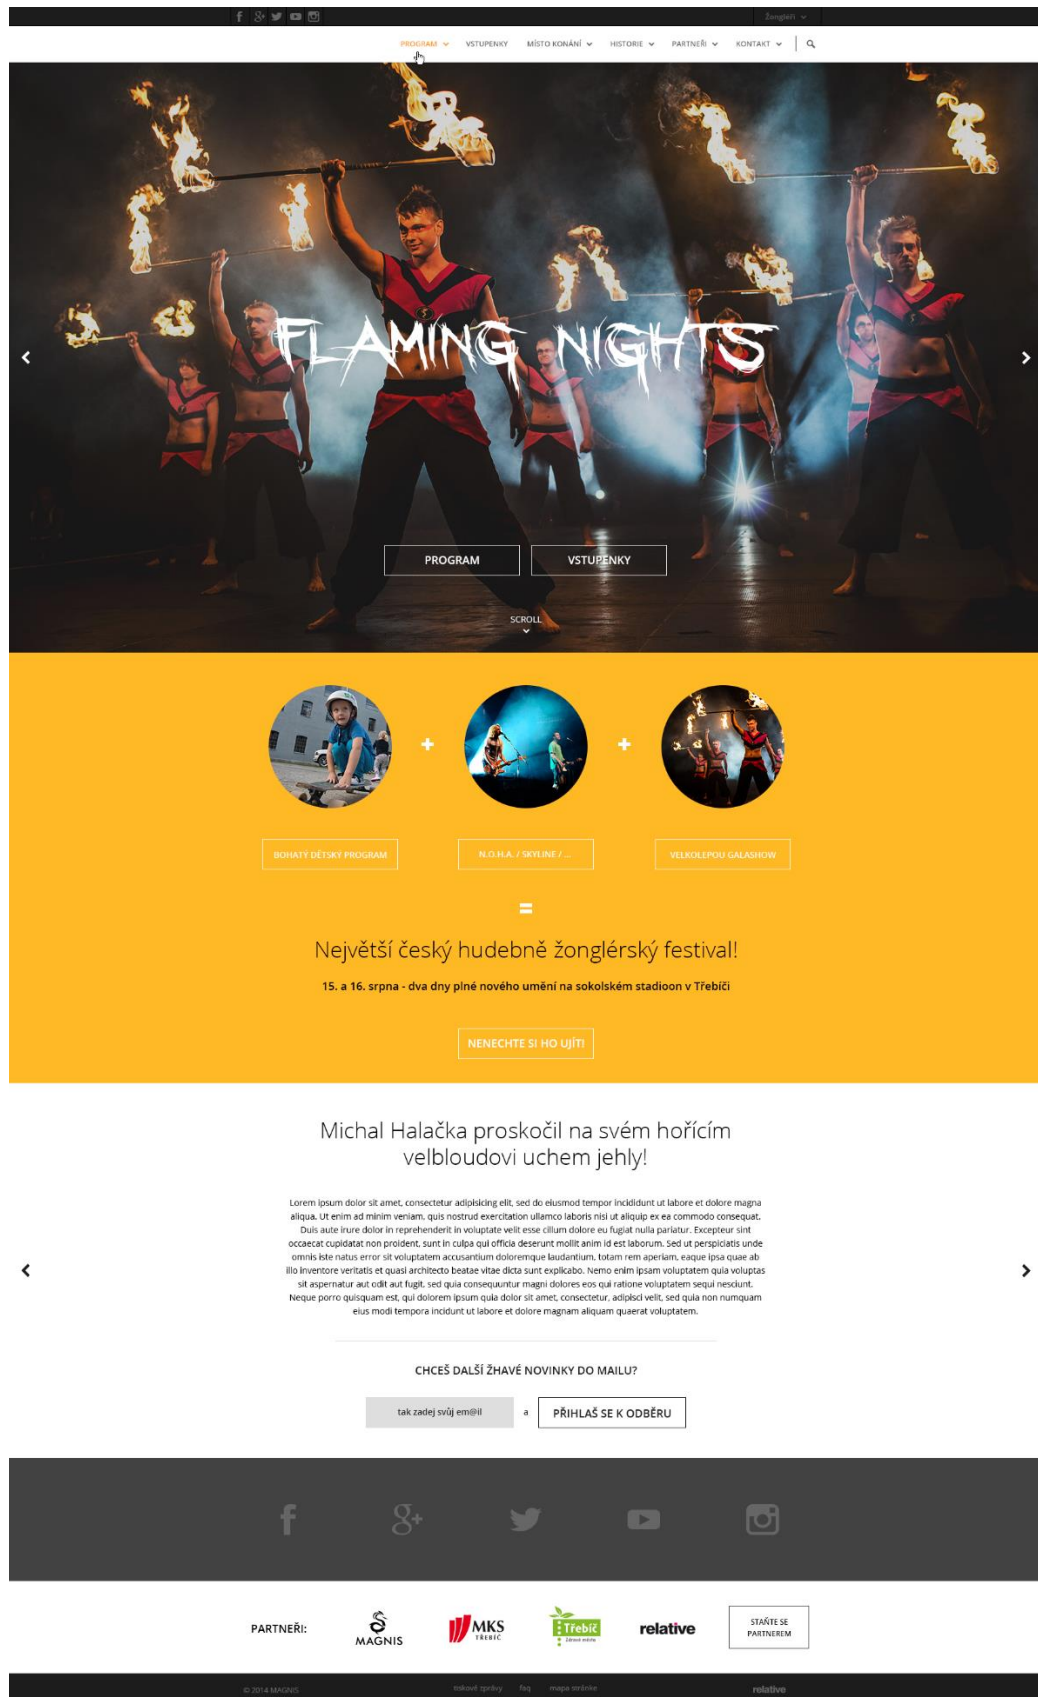 Žongléři
PROGRAM VSTUPENKY MÍSTO KONÁNÍ HISTORIE PARTNEŘI KONTAKT
FLAMING NIGHTS
PROGRAM VSTUPENKY
SCROLL
BOHATÝ DĚTSKÝ PROGRAM N.O.H.A. / SKYLINE / ... VELKOLEPOU GALASHOW
=
Největší český hudebně žonglérský festival!
15. a 16. srpna - dva dny plné nového umění na sokolském stadioon v Třebíči
NENECHTE SI HO UJÍT!
Michal Halačka proskočil na svém hořícím
velbloudovi uchem jehly!
Lorem ipsum dolor sit amet, consectetur adipisicing elit, sed do eiusmod tempor incididunt ut labore et dolore magna
aliqua. Ut enim ad minim veniam, quis nostrud exercitation ullamco laboris nisi ut aliquip ex ea commodo consequat.
Duis aute irure dolor in reprehenderit in voluptate velit esse cillum dolore eu fugiat nulla pariatur. Excepteur sint
occaecat cupidatat non proident, sunt in culpa qui officia deserunt mollit anim id est laborum. Sed ut perspiciatis unde
omnis iste natus error sit voluptatem accusantium doloremque laudantium, totam rem aperiam, eaque ipsa quae ab
illo inventore veritatis et quasi architecto beatae vitae dicta sunt explicabo. Nemo enim ipsam voluptatem quia voluptas
sit aspernatur aut odit aut fugit, sed quia consequuntur magni dolores eos qui ratione voluptatem sequi nesciunt.
Neque porro quisquam est, qui dolorem ipsum quia dolor sit amet, consectetur, adipisci velit, sed quia non numquam
eius modi tempora incidunt ut labore et dolore magnam aliquam quaerat voluptatem.
CHCEŠ DALŠÍ ŽHAVÉ NOVINKY DO MAILU?
tak zadej svůj em@il a PŘIHLAŠ SE K ODBĚRU
PARTNEŘI: MAGNIS MKS TŘEBÍČ Třebíč Zdravé město relative STAŇTE SE PARTNEREM
© 2014 MAGNIS tiskové zprávy faq mapa stránke relative